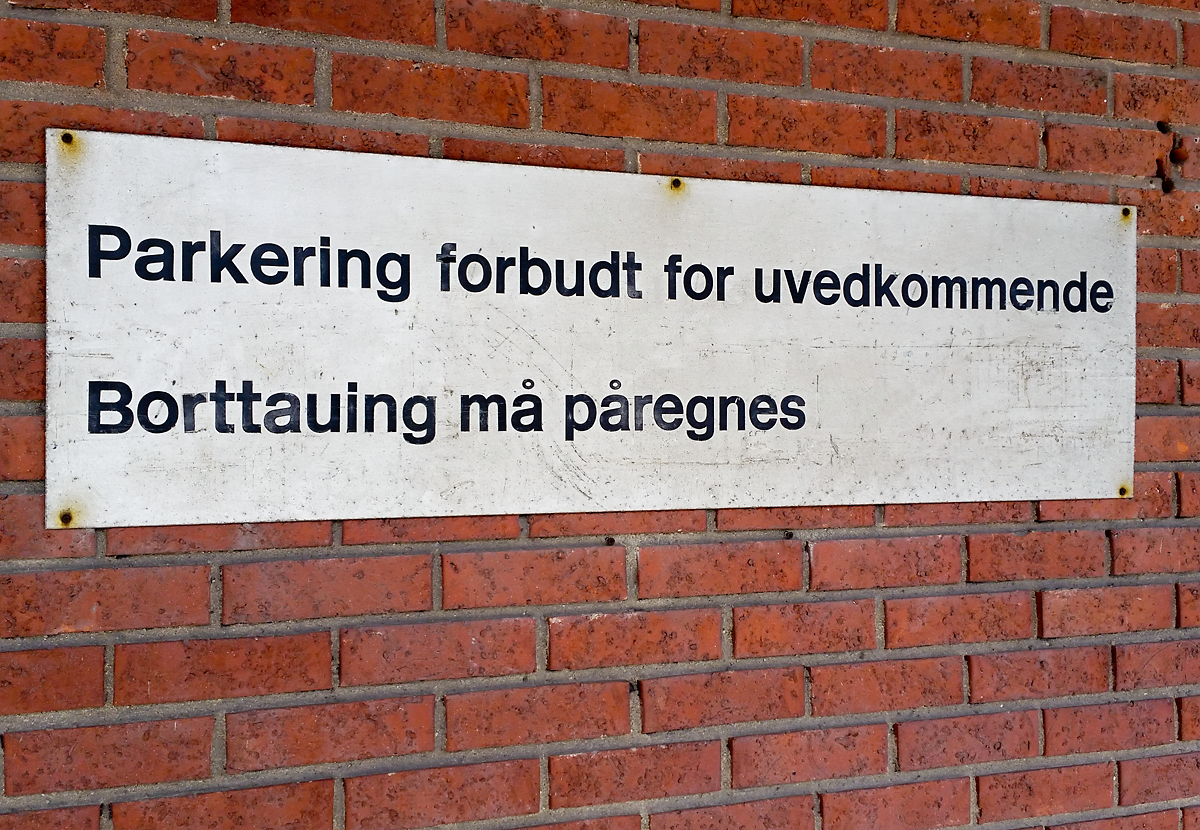 Parkering forbudt for uvedkommende
Borttauing må påregnes